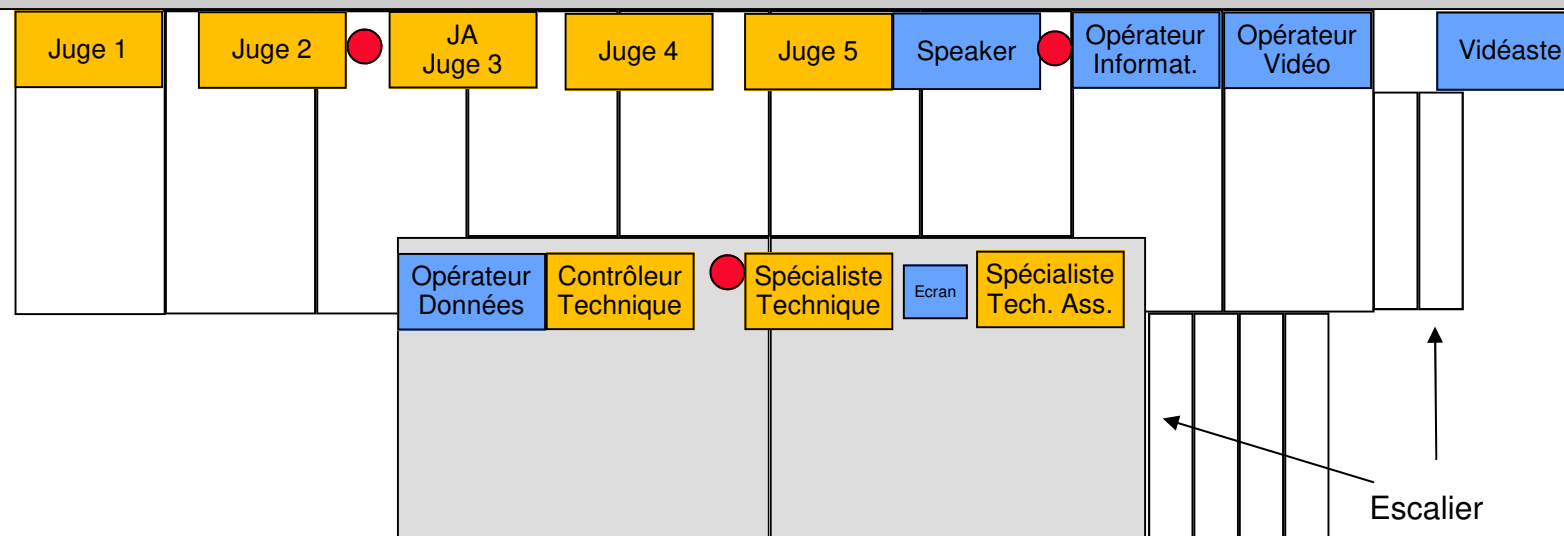 Juge 1
Juge 2
JA
Juge 3
Juge 4
Juge 5
Speaker
Opérateur
Informat.
Opérateur
Vidéo
Vidéaste
Opérateur
Données
Contrôleur
Technique
Spécialiste
Technique
Ecran
Spécialiste
Tech. Ass.
Escalier